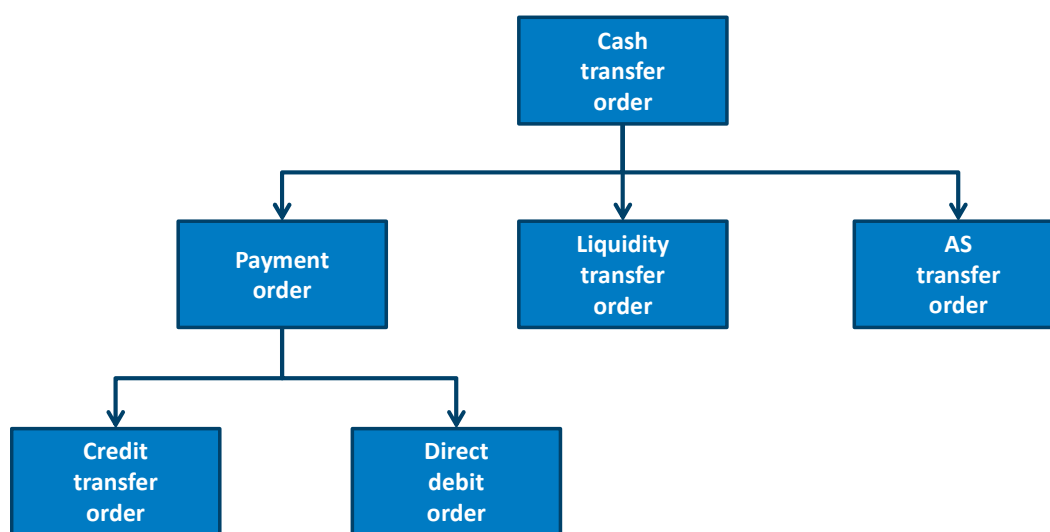 Cash
transfer
order
Payment
order
Liquidity
transfer
order
AS
transfer
order
Credit
transfer
order
Direct
debit
order